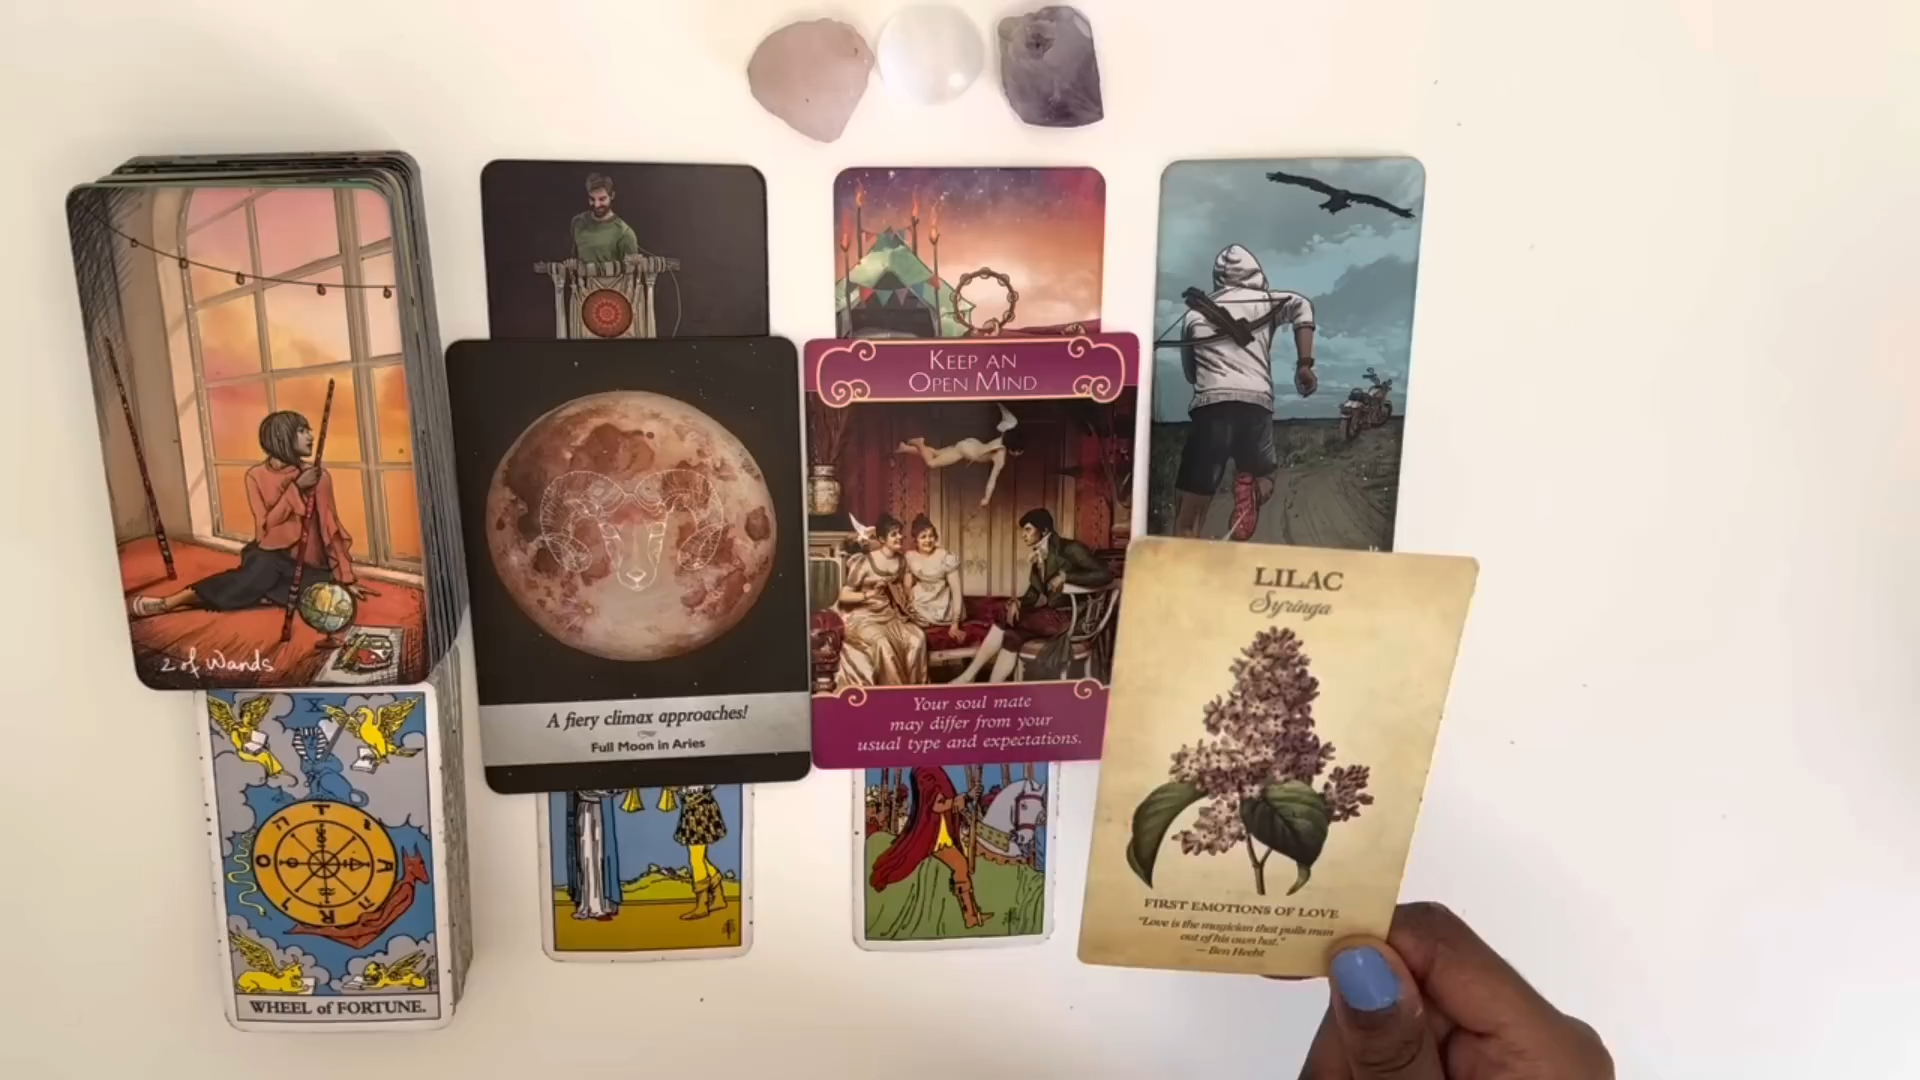 2 of Wands
X
WHEEL of FORTUNE.
A fiery climax approaches!
Full Moon in Aries
KEEP AN
OPEN MIND
Your soul mate
may differ from your
usual type and expectations.
LILAC
Syringa
FIRST EMOTIONS OF LOVE
"Love is the magician that pulls man
out of his own hat."
— Ben Hecht